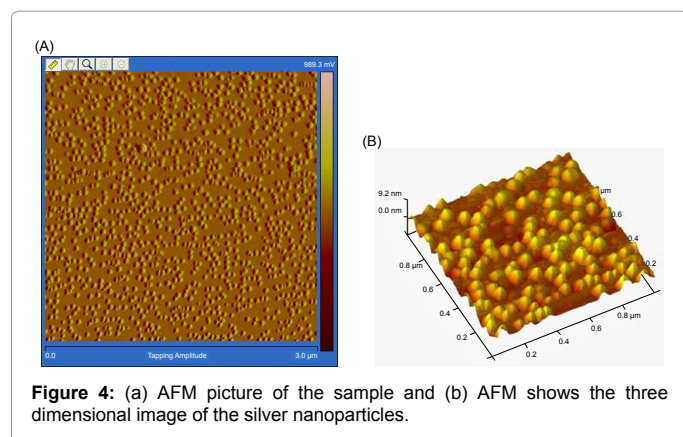 (A)
989.3 mV
0.0 Tapping Amplitude 3.0 µm
(B)
9.2 nm
0.0 nm
µm
0.6
0.4
0.2
0.8 µm
0.6
0.4
0.2
0.2
0.4
0.6
0.8 µm
Figure 4: (a) AFM picture of the sample and (b) AFM shows the three
dimensional image of the silver nanoparticles.